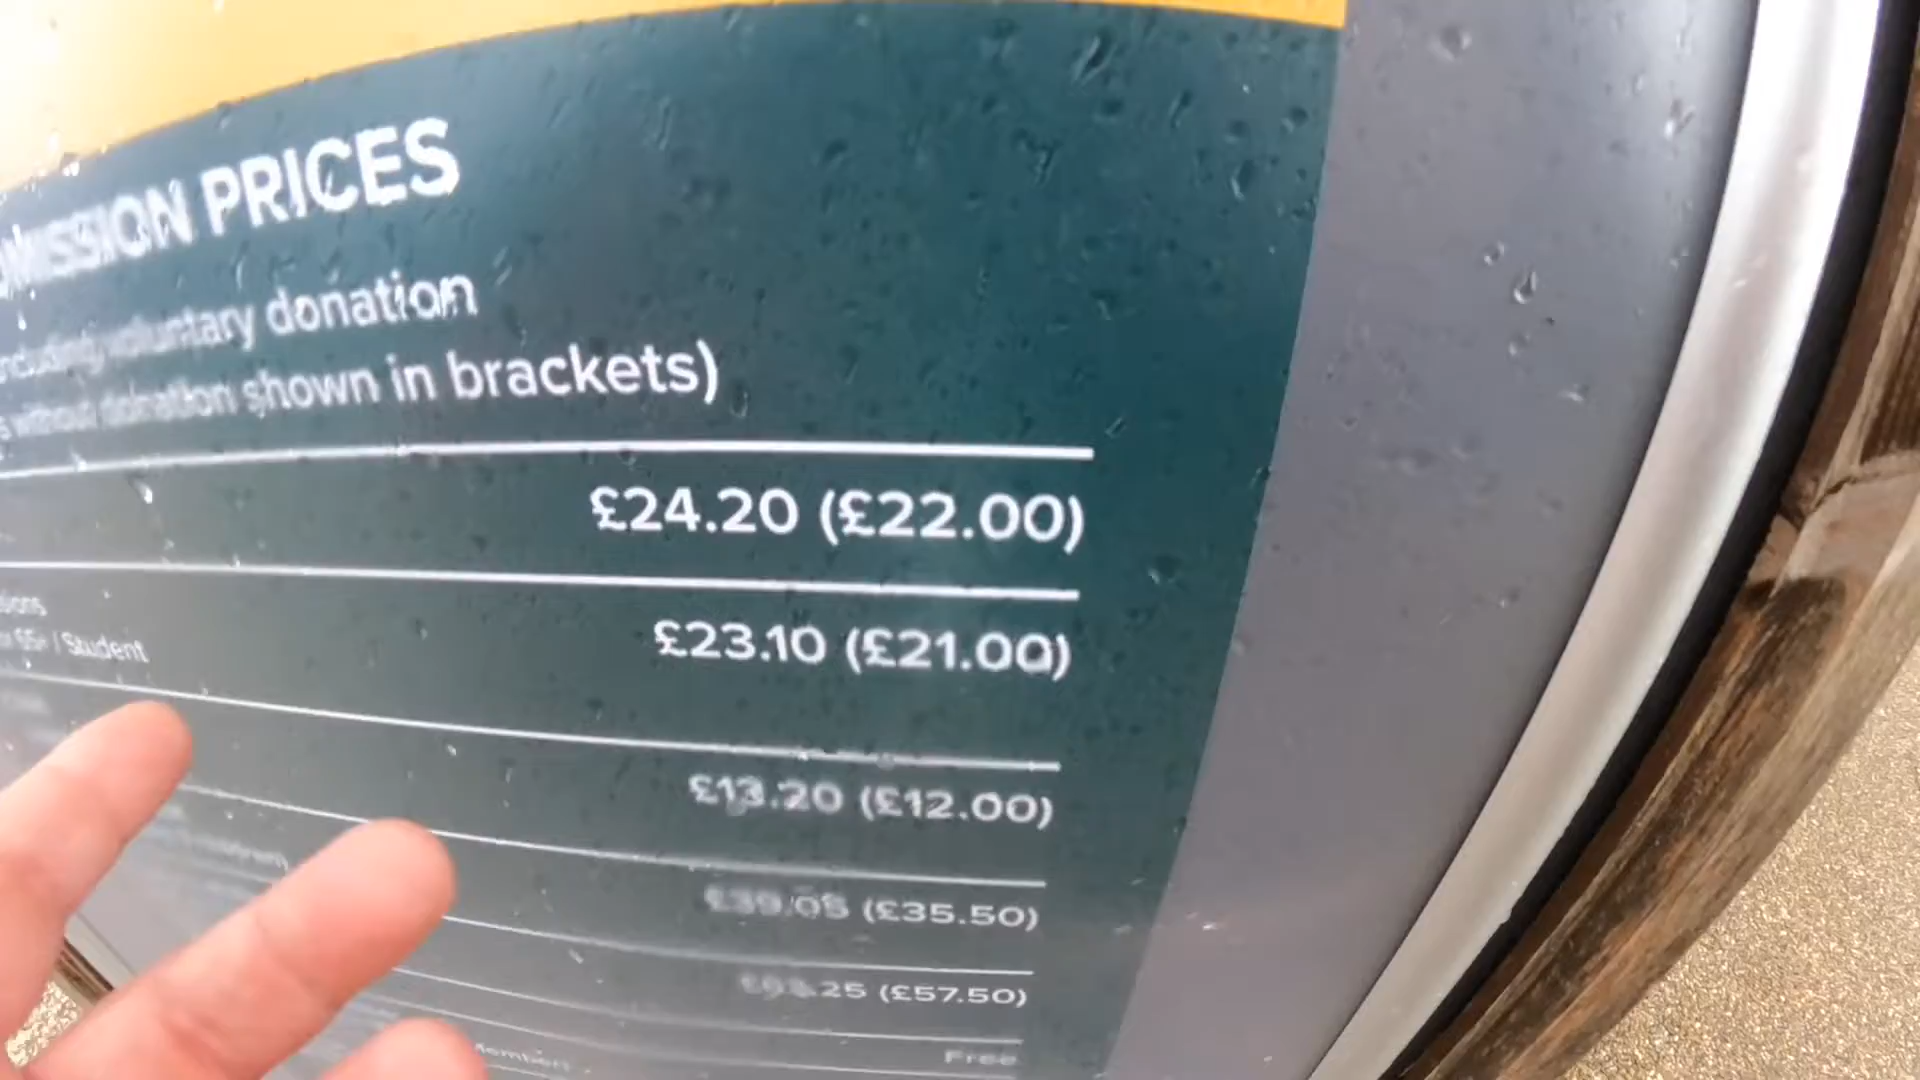 PRICES
voluntary donation
donation shown in brackets)
£24.20 (£22.00)
/ Student
£23.10 (£21.00)
£13.20 (£12.00)
£39.05 (£35.50)
(£57.50)
Free